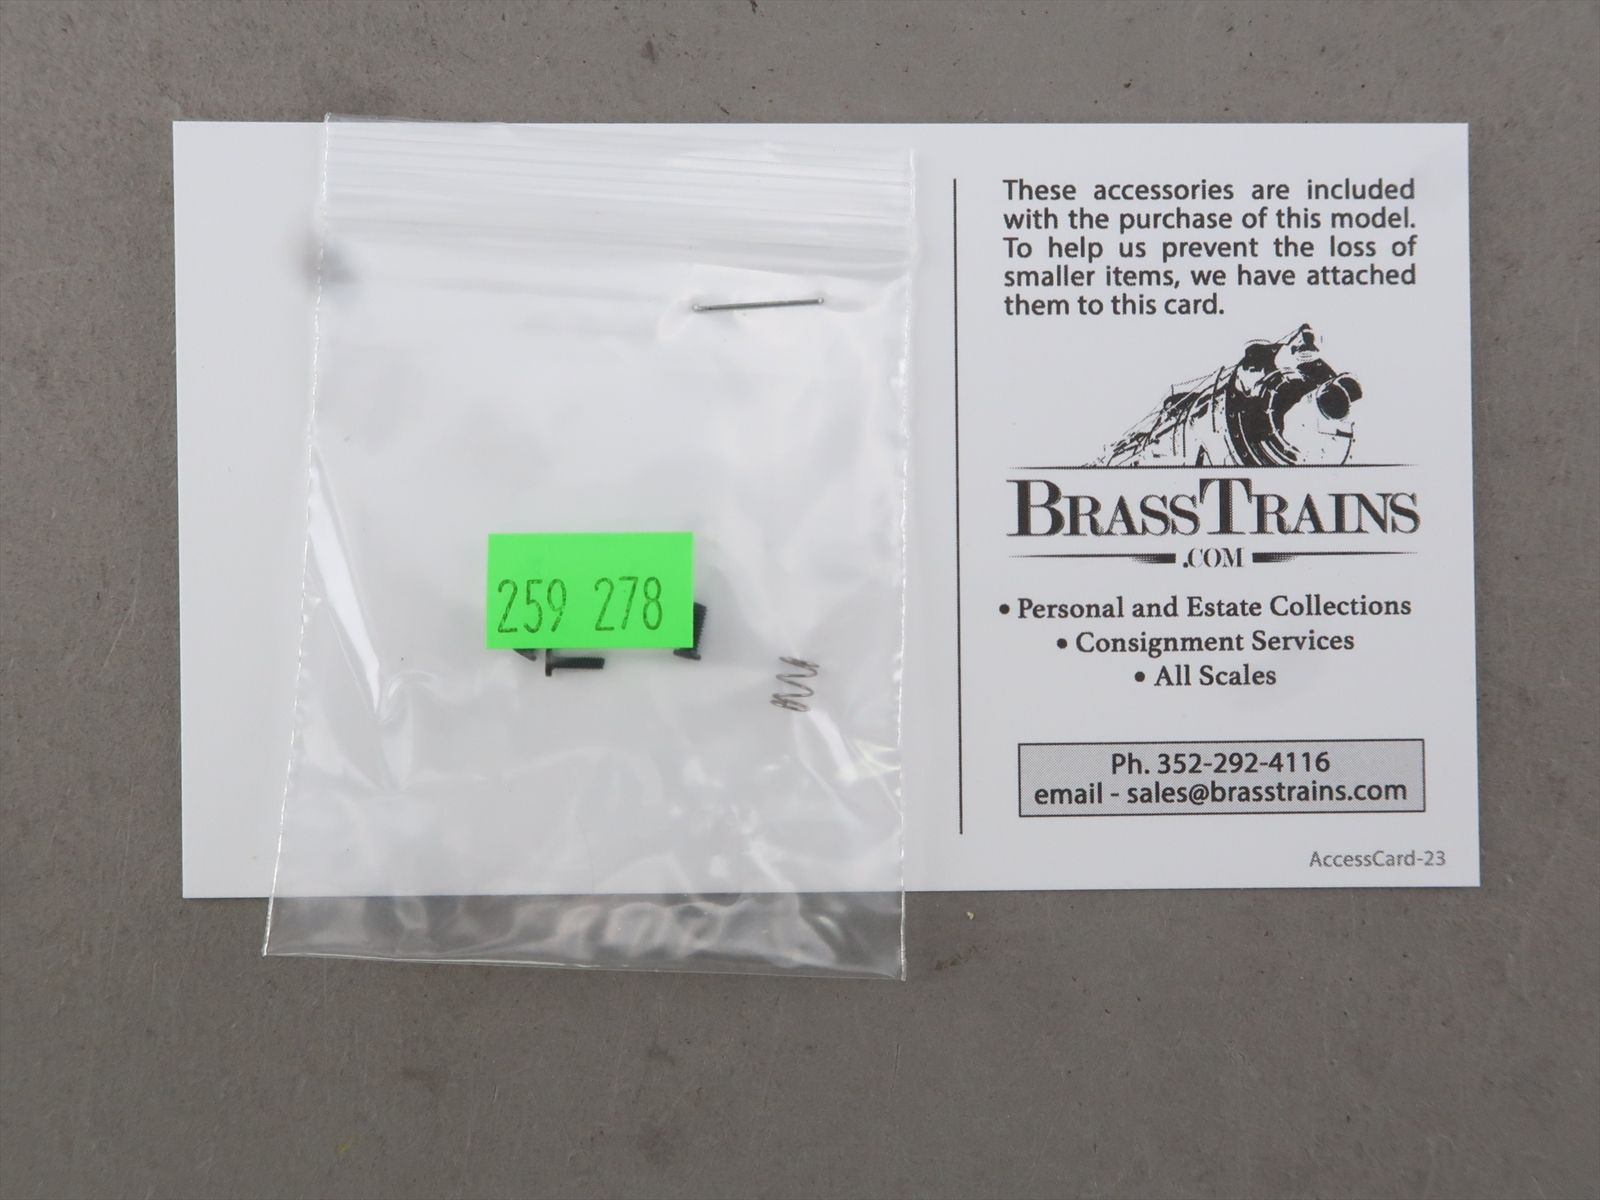 These accessories are included
with the purchase of this model.
To help us prevent the loss of
smaller items, we have attached
them to this card.
BRASSTRAINS
.COM
• Personal and Estate Collections
• Consignment Services
• All Scales
Ph. 352-292-4116
email - sales@brasstrains.com
AccessCard-23
259 278